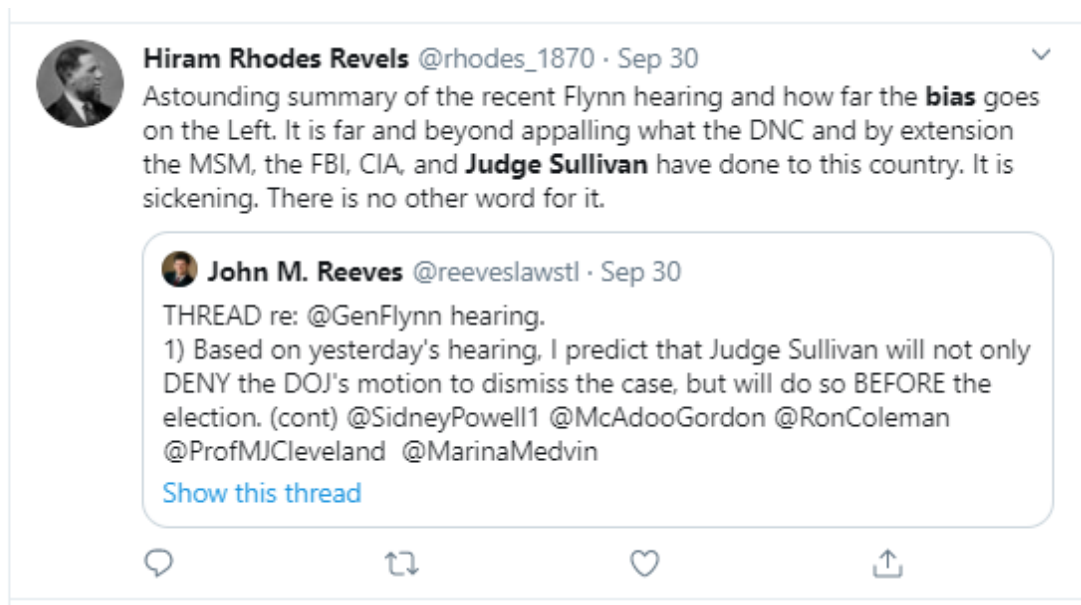 Hiram Rhodes Revels @rhodes_1870 · Sep 30
Astounding summary of the recent Flynn hearing and how far the bias goes
on the Left. It is far and beyond appalling what the DNC and by extension
the MSM, the FBI, CIA, and Judge Sullivan have done to this country. It is
sickening. There is no other word for it.
John M. Reeves @reeveslawstl · Sep 30
THREAD re: @GenFlynn hearing.
1) Based on yesterday's hearing, I predict that Judge Sullivan will not only
DENY the DOJ's motion to dismiss the case, but will do so BEFORE the
election. (cont) @SidneyPowell1 @McAdooGordon @RonColeman
@ProfMJCleveland @MarinaMedvin
Show this thread